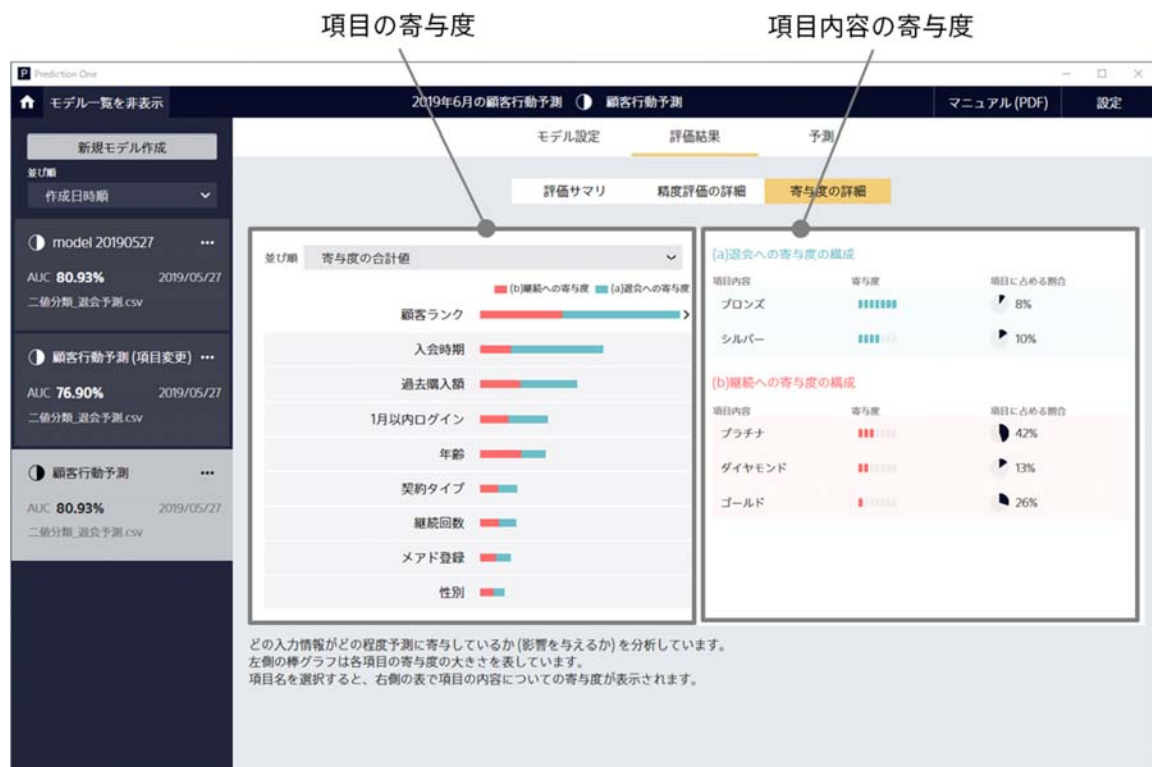 項目の寄与度
項目内容の寄与度
P Prediction One
モデル一覧を非表示
2019年6月の顧客行動予測 顧客行動予測
マニュアル (PDF)
設定
新規モデル作成
並び順
作成日時順
model 20190527 •••
AUC 80.93% 2019/05/27
二値分類_退会予測.csv
顧客行動予測 (項目変更) •••
AUC 76.90% 2019/05/27
二値分類_退会予測.csv
顧客行動予測 •••
AUC 80.93% 2019/05/27
二値分類_退会予測.csv
モデル設定 評価結果 予測
評価サマリ 精度評価の詳細 寄与度の詳細
並び順 寄与度の合計値
(b)継続への寄与度 (a)退会への寄与度
顧客ランク
入会時期
過去購入額
1月以内ログイン
年齢
契約タイプ
継続回数
メアド登録
性別
(a)退会への寄与度の構成
項目内容 寄与度 項目に占める割合
ブロンズ 8%
シルバー 10%
(b)継続への寄与度の構成
項目内容 寄与度 項目に占める割合
プラチナ 42%
ダイヤモンド 13%
ゴールド 26%
どの入力情報がどの程度予測に寄与しているか (影響を与えるか) を分析しています。
左側の棒グラフは各項目の寄与度の大きさを表しています。
項目名を選択すると、右側の表で項目の内容についての寄与度が表示されます。